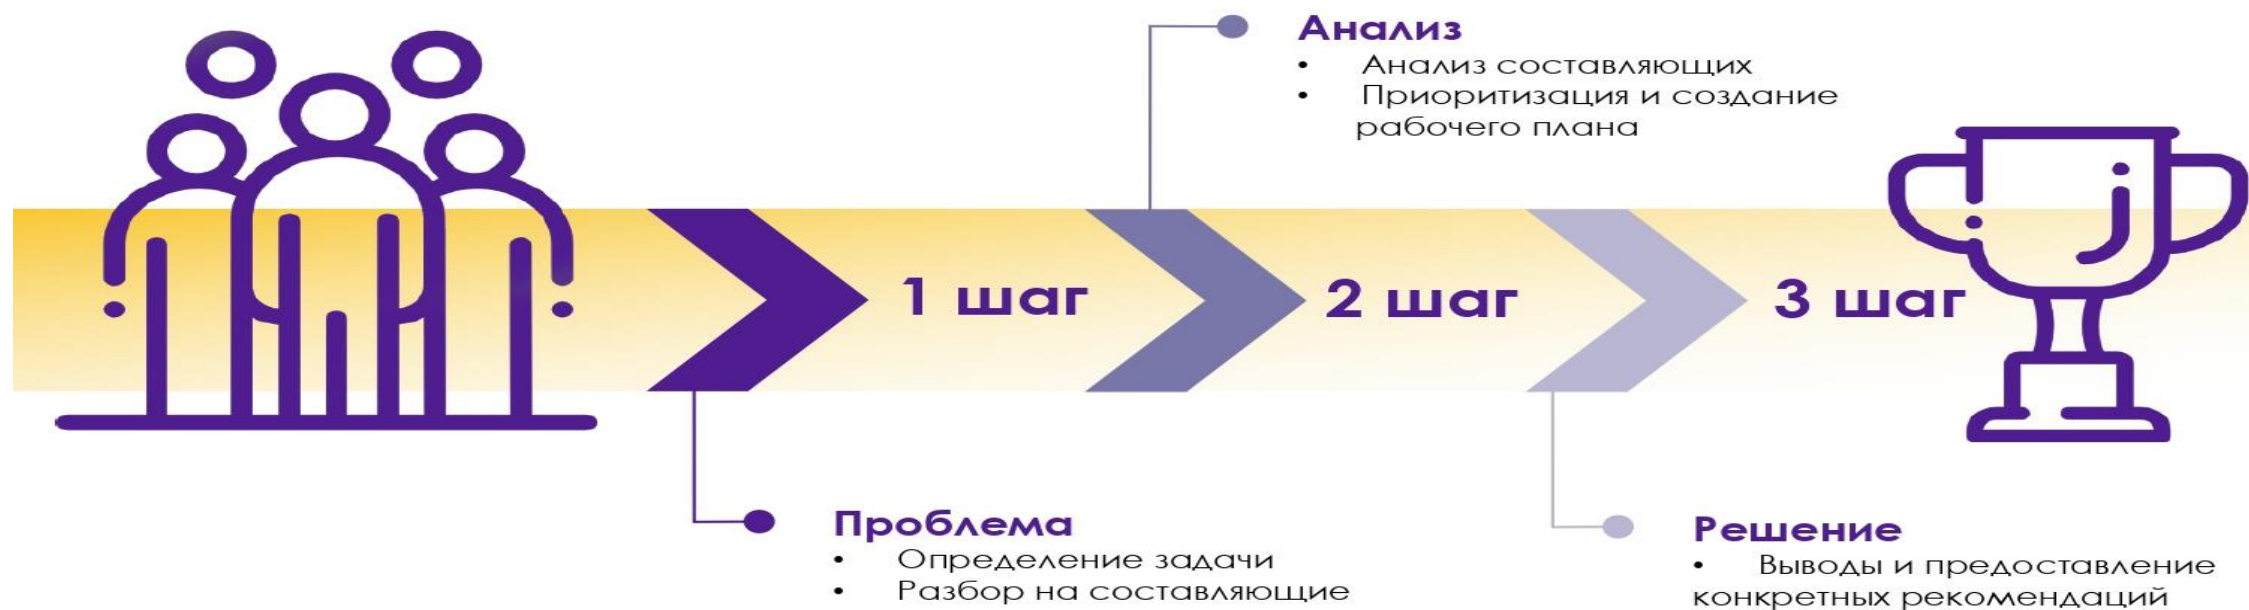 Анализ
• Анализ составляющих
• Приоритизация и создание
рабочего плана
1 шаг
2 шаг
3 шаг
Проблема
• Определение задачи
• Разбор на составляющие
Решение
• Выводы и предоставление
конкретных рекомендаций